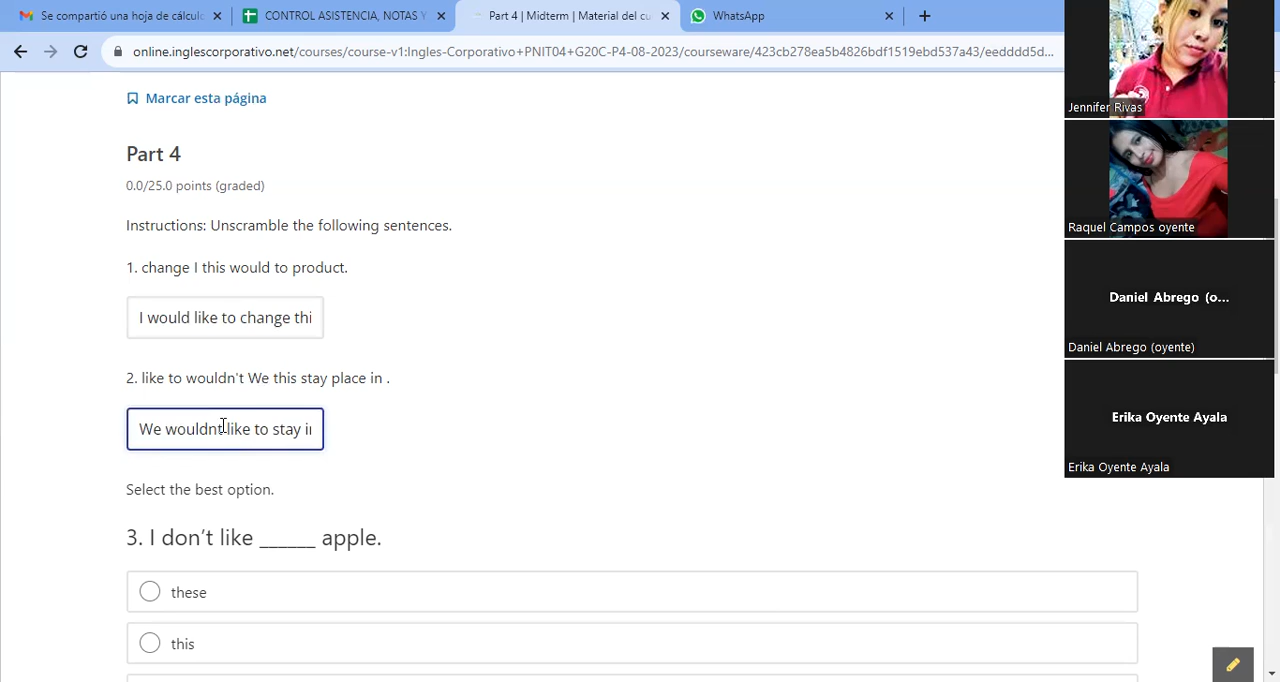 Se compartió una hoja de cálculo
CONTROL ASISTENCIA, NOTAS Y
Part 4 | Midterm | Material del cu
WhatsApp
online.inglescorporativo.net/courses/course-v1:Ingles-Corporativo+PNIT04+G20C-P4-08-2023/courseware/423cb278ea5b4826bdf1519ebd537a43/eedddd5d...
Marcar esta página
Part 4
0.0/25.0 points (graded)
Instructions: Unscramble the following sentences.
1. change I this would to product.
I would like to change thi
2. like to wouldn't We this stay place in .
We wouldnt like to stay in
Select the best option.
3. I don’t like ______ apple.
these
this
Jennifer Rivas
Raquel Campos oyente
Daniel Abrego (o...
Daniel Abrego (oyente)
Erika Oyente Ayala
Erika Oyente Ayala